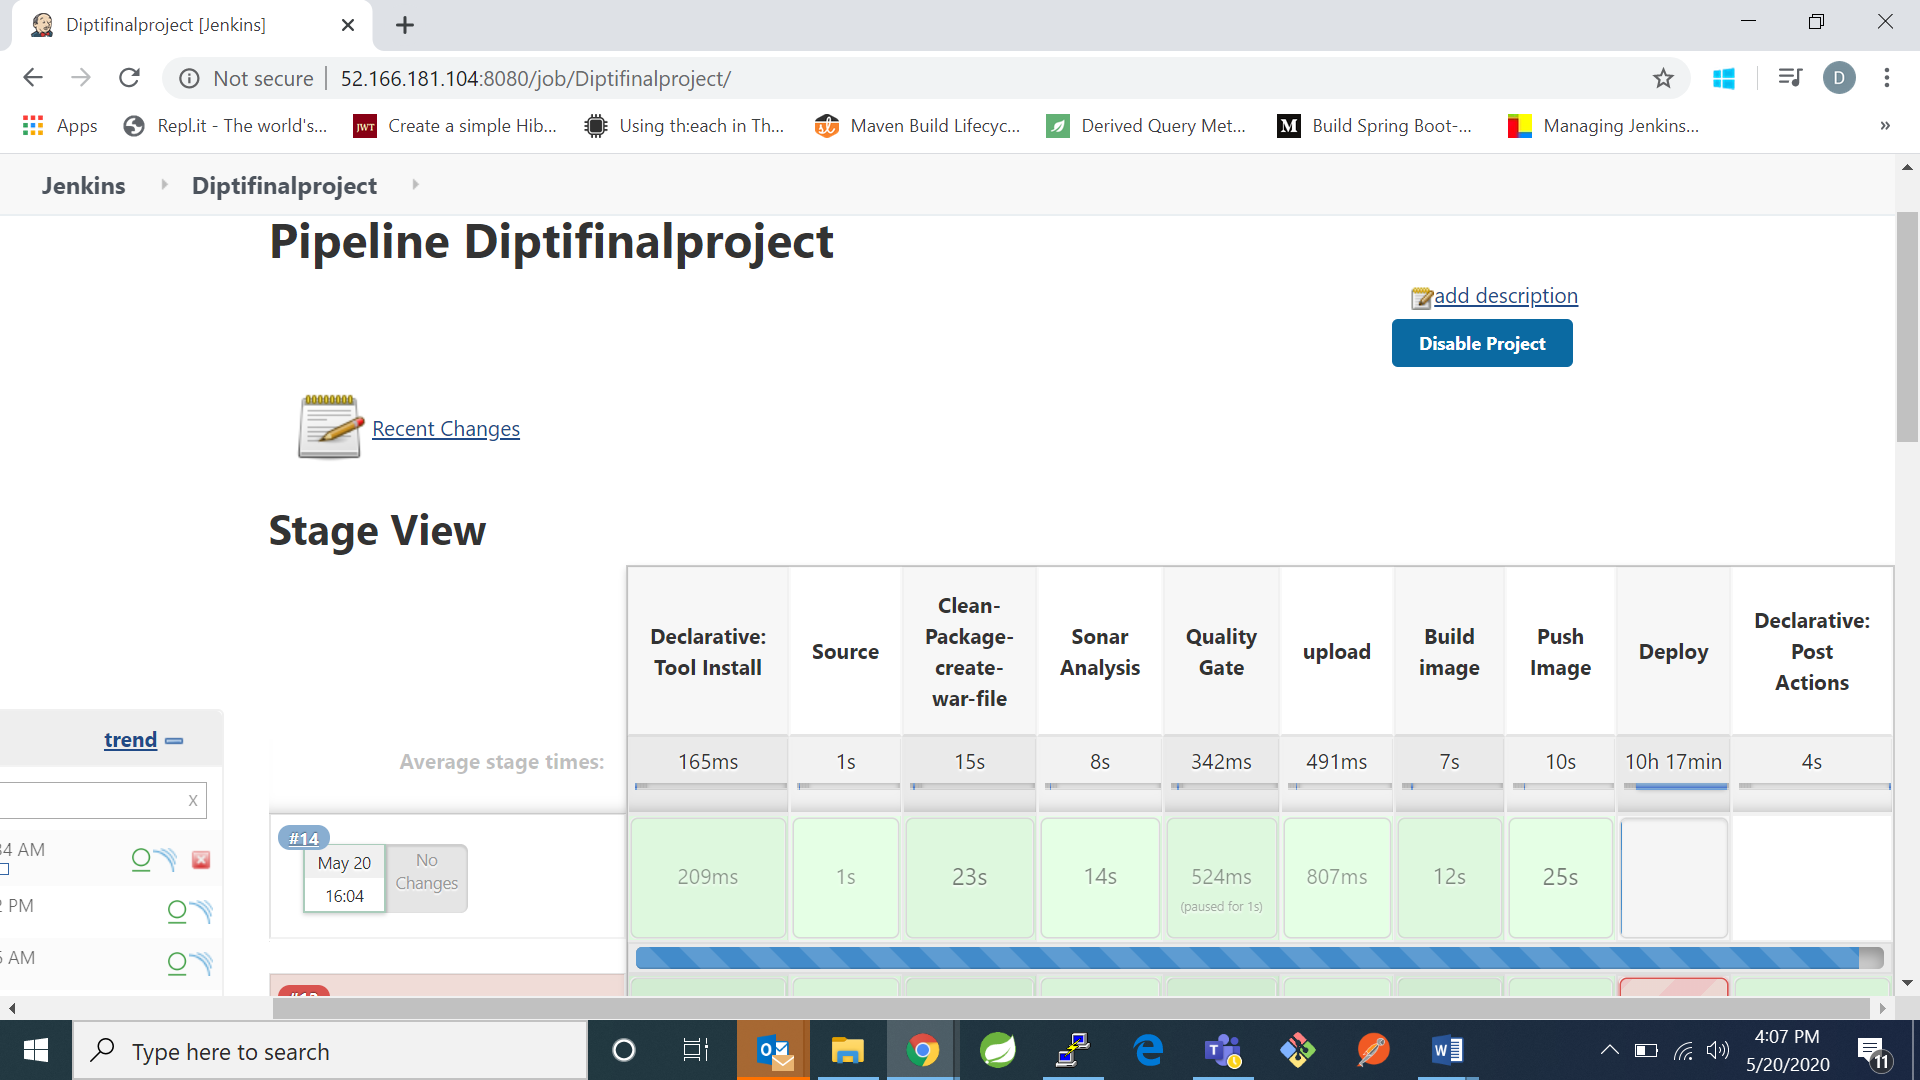 Diptifinalproject [Jenkins]
Not secure
52.166.181.104:8080/job/Diptifinalproject/
D
Apps
Repl.it - The world's...
JWT
Create a simple Hib...
Using th:each in Th...
Maven Build Lifecyc...
Derived Query Met...
M
Build Spring Boot-...
Managing Jenkins...
»
Jenkins
Diptifinalproject
Pipeline Diptifinalproject
add description
Disable Project
Recent Changes
Stage View
Declarative: Tool Install
Source
Clean-Package-create-war-file
Sonar Analysis
Quality Gate
upload
Build image
Push Image
Deploy
Declarative: Post Actions
trend
Average stage times:
165ms
1s
15s
8s
342ms
491ms
7s
10s
10h 17min
4s
x
#14
May 20
16:04
No Changes
209ms
1s
23s
14s
524ms
(paused for 1s)
807ms
12s
25s
34 AM
2 PM
AM
Type here to search
4:07 PM
5/20/2020
11